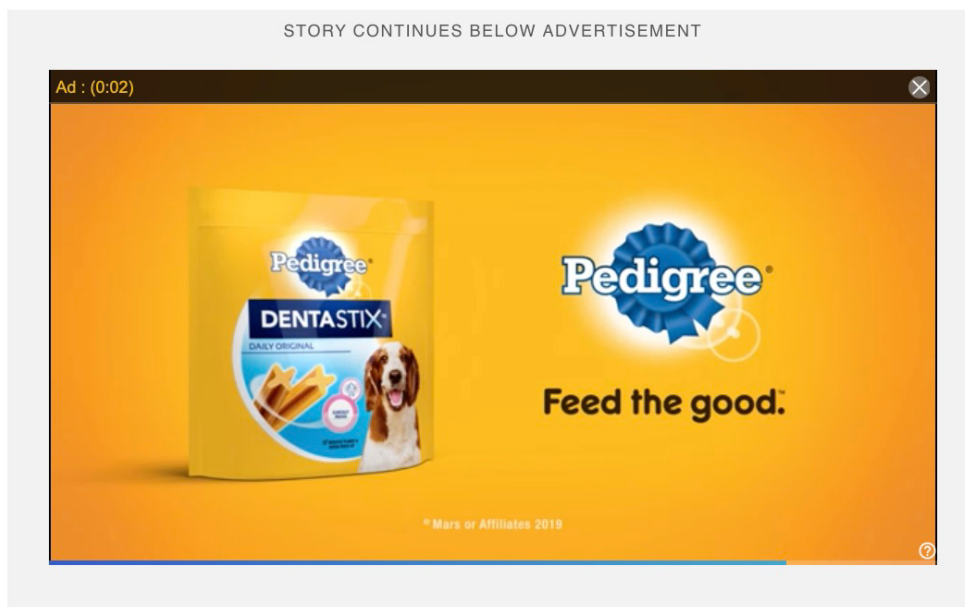 STORY CONTINUES BELOW ADVERTISEMENT
Ad : (0:02)
Pedigree®
DENTASTIX®
DAILY ORIGINAL
Pedigree®
Feed the good.™
® Mars or Affiliates 2019
?